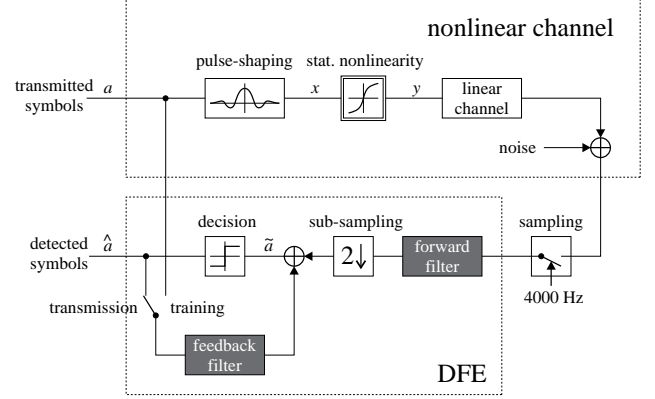 nonlinear channel
pulse-shaping stat. nonlinearity
transmitted
symbols
a
x
y
linear
channel
noise
decision sub-sampling sampling
detected
symbols
â
ã
2↓
forward
filter
4000 Hz
transmission training
feedback
filter
DFE